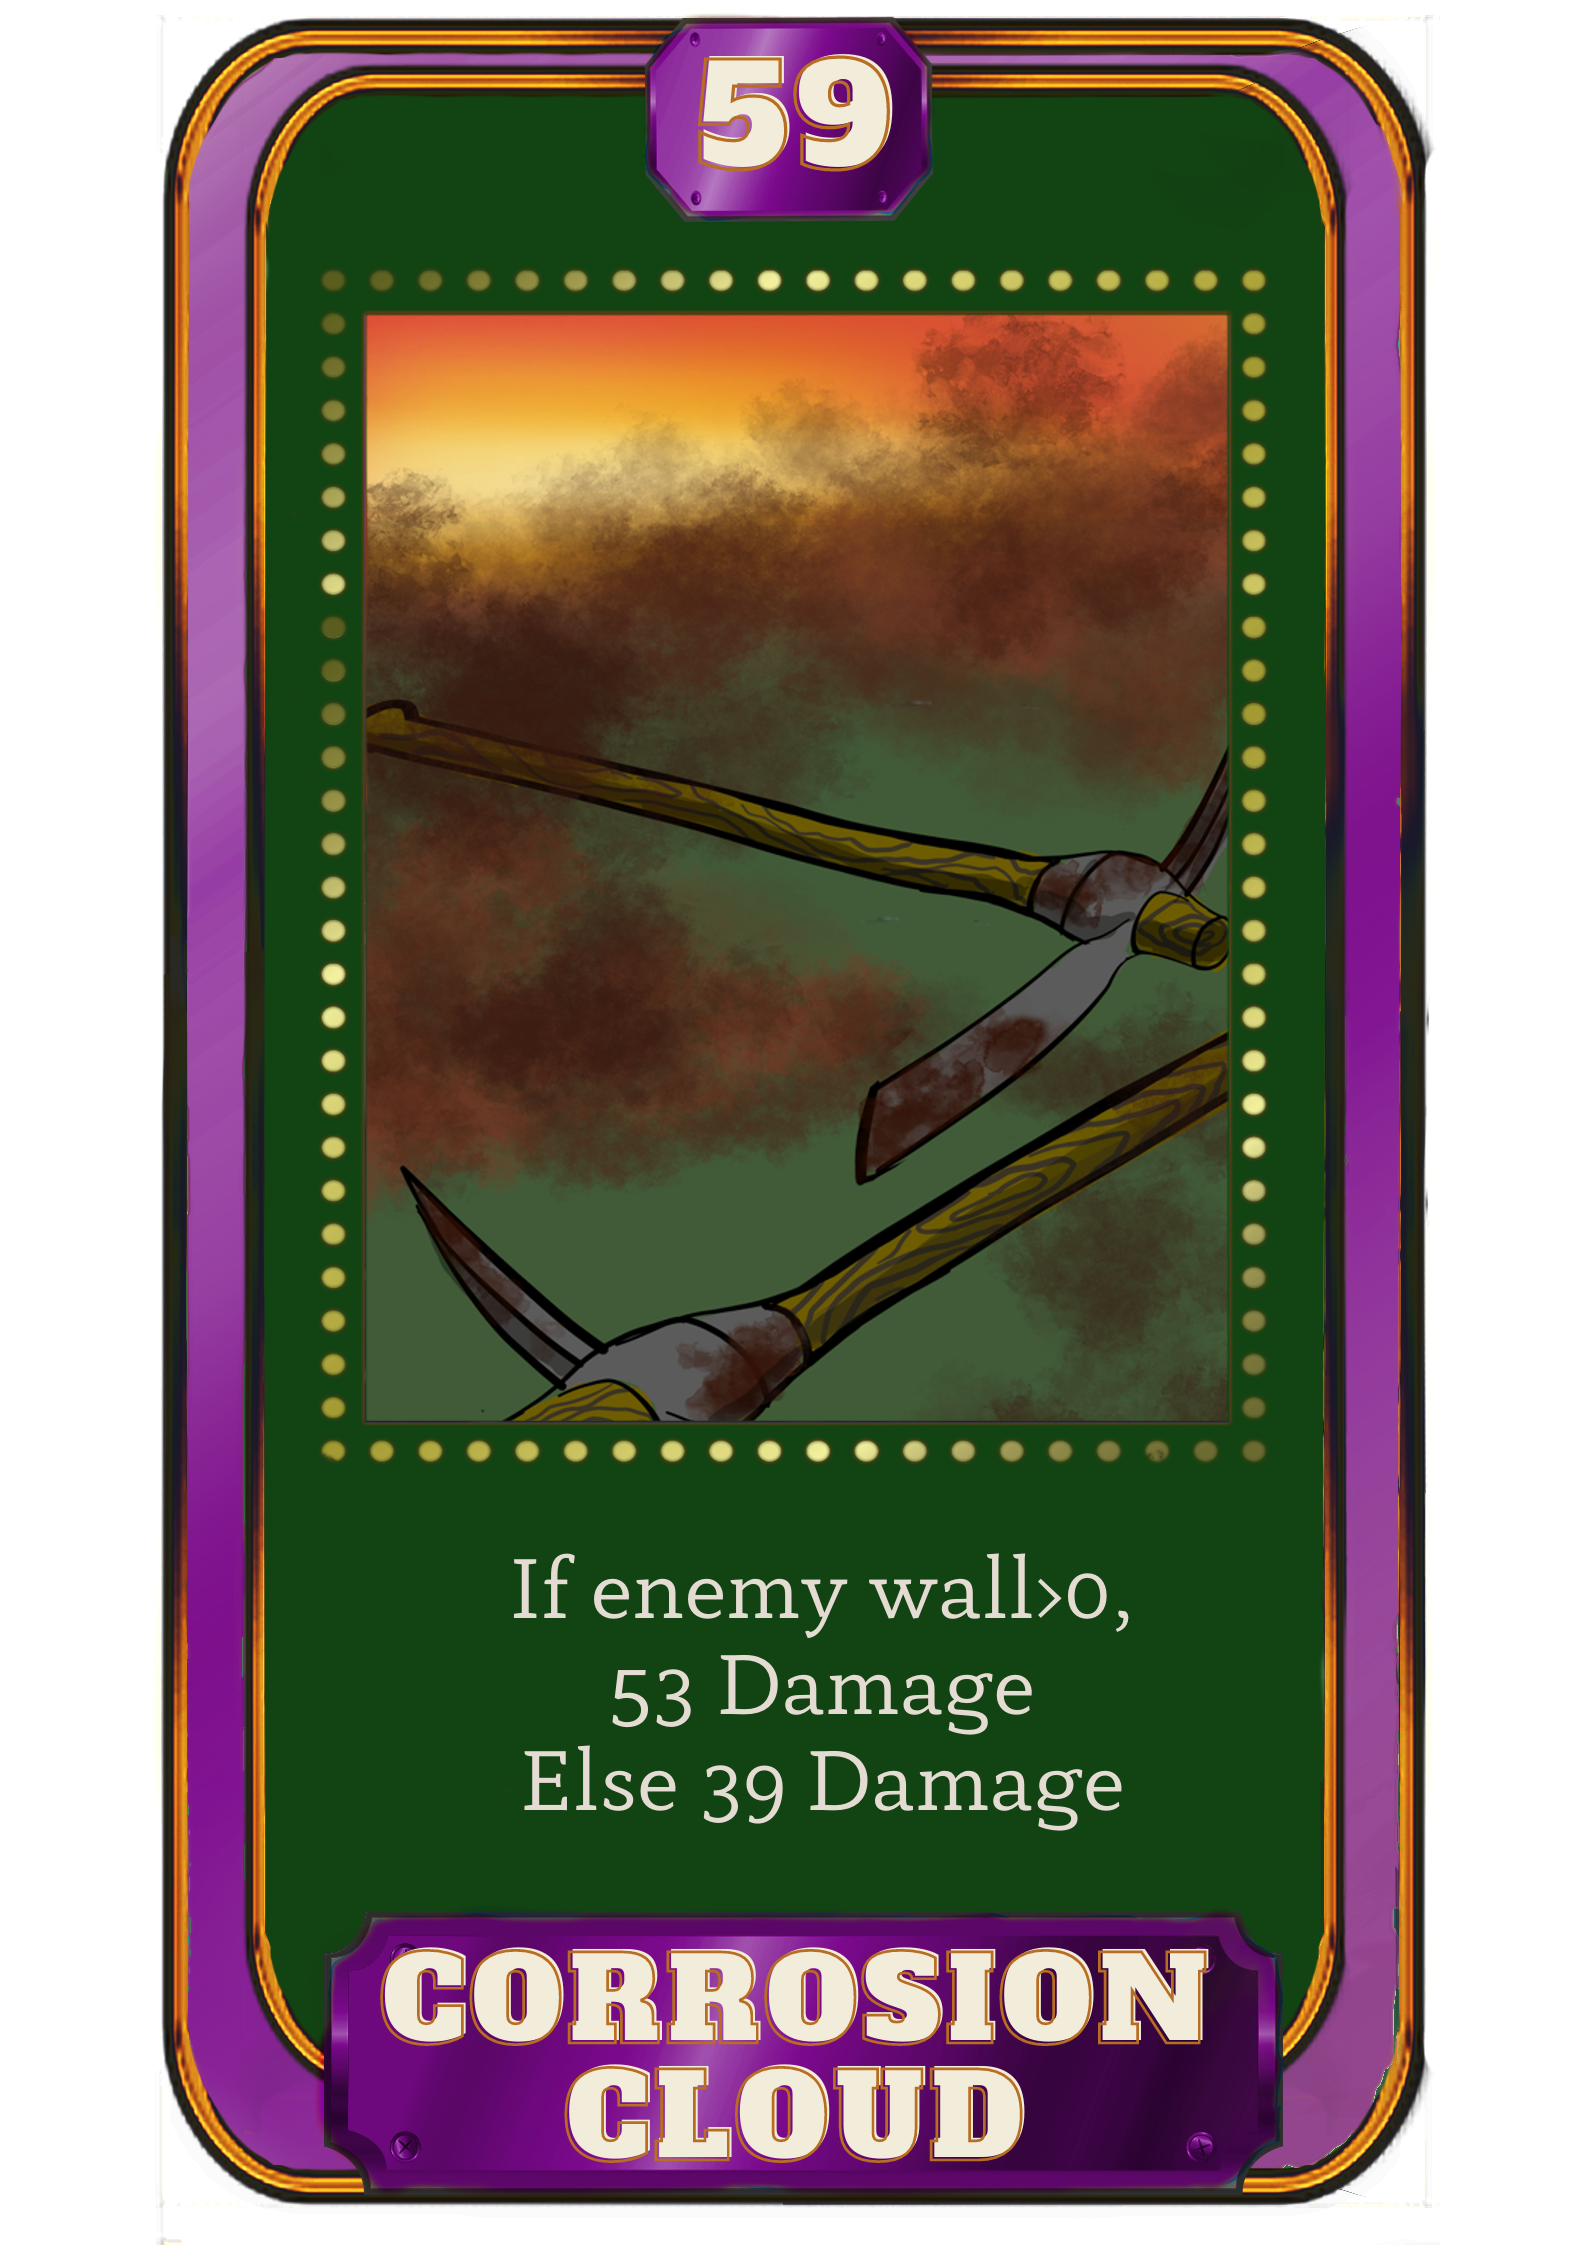 59
If enemy wall>0,
53 Damage
Else 39 Damage
CORROSION
CLOUD